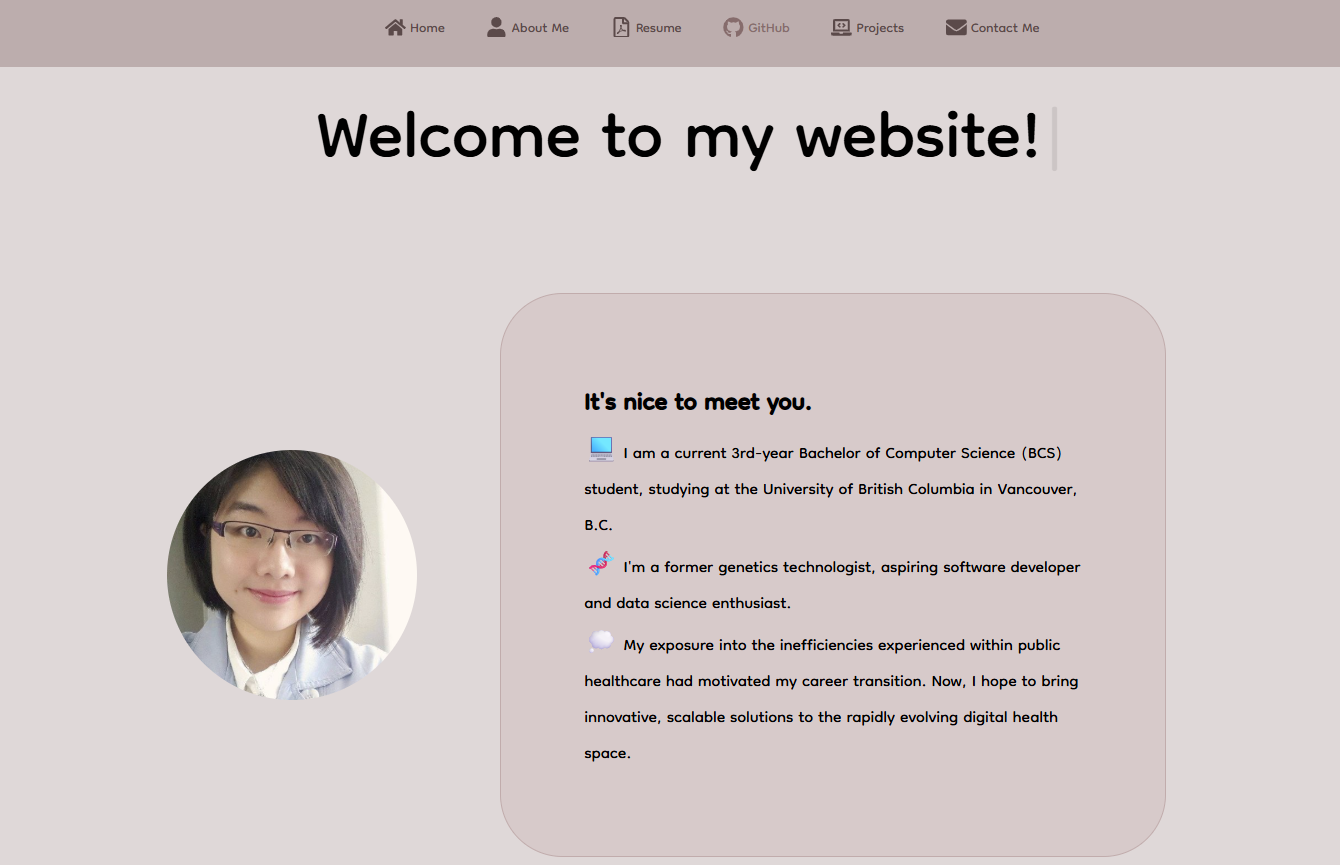 Home About Me Resume GitHub Projects Contact Me
Welcome to my website!
It's nice to meet you.
I am a current 3rd-year Bachelor of Computer Science (BCS)
student, studying at the University of British Columbia in Vancouver,
B.C.
I'm a former genetics technologist, aspiring software developer
and data science enthusiast.
My exposure into the inefficiencies experienced within public
healthcare had motivated my career transition. Now, I hope to bring
innovative, scalable solutions to the rapidly evolving digital health
space.